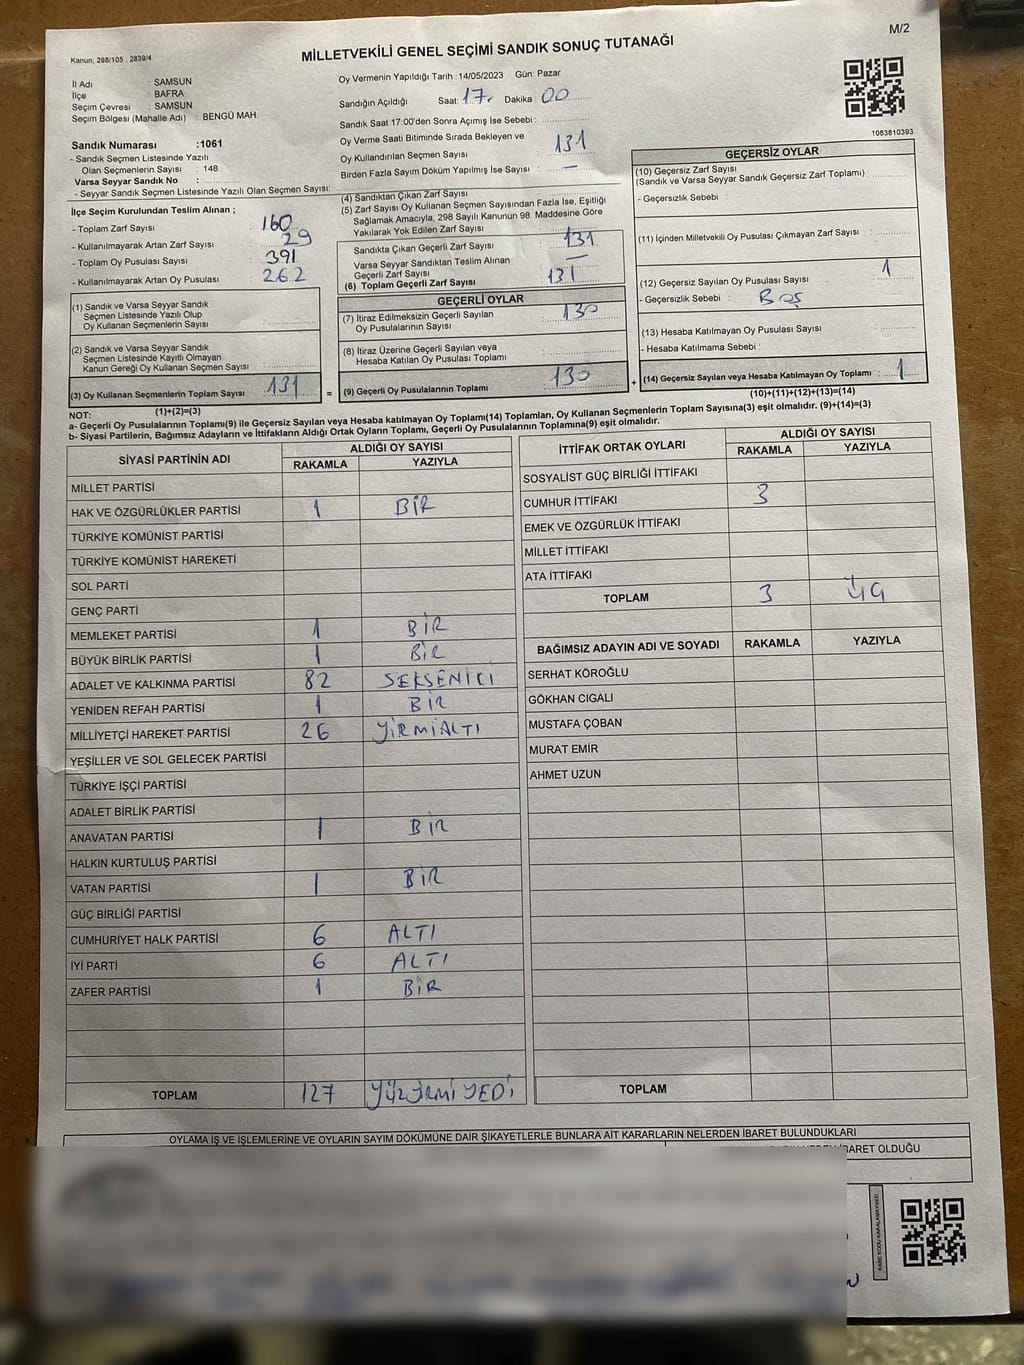 M/2
Kanun; 298/105 , 2839/4
MİLLETVEKİLİ GENEL SEÇİMİ SANDIK SONUÇ TUTANAĞI
İl Adı : SAMSUN
İlçe : BAFRA
Seçim Çevresi : SAMSUN
Seçim Bölgesi (Mahalle Adı) : BENGÜ MAH
Sandık Numarası :1061
- Sandık Seçmen Listesinde Yazılı
Olan Seçmenlerin Sayısı : 148
Varsa Seyyar Sandık No :
- Seyyar Sandık Seçmen Listesinde Yazılı Olan Seçmen Sayısı:
Oy Vermenin Yapıldığı Tarih : 14/05/2023 Gün: Pazar
Sandığın Açıldığı Saat: 17 Dakika : 00
Sandık Saat 17:00'den Sonra Açmış İse Sebebi :
Oy Verme Saati Bitiminde Sırada Bekleyen ve
Oy Kullandırılan Seçmen Sayısı : 131
Birden Fazla Sayım Döküm Yapılmış İse Sayısı : —
1083810393
İlçe Seçim Kurulundan Teslim Alınan ;
- Toplam Zarf Sayısı : 160
- Kullanılmayarak Artan Zarf Sayısı : 29
- Toplam Oy Pusulası Sayısı : 391
- Kullanılmayarak Artan Oy Pusulası : 262
(1) Sandık ve Varsa Seyyar Sandık
Seçmen Listesinde Yazılı Olup
Oy Kullanan Seçmenlerin Sayısı :
(2) Sandık ve Varsa Seyyar Sandık
Seçmen Listesinde Kayıtlı Olmayan
Kanun Gereği Oy Kullanan Seçmen Sayısı :
(3) Oy Kullanan Seçmenlerin Toplam Sayısı : 131
(1)+(2)=(3)
(4) Sandıktan Çıkan Zarf Sayısı :
(5) Zarf Sayısı Oy Kullanan Seçmen Sayısından Fazla İse, Eşitliği
Sağlamak Amacıyla, 298 Sayılı Kanunun 98. Maddesine Göre
Yakılarak Yok Edilen Zarf Sayısı :
Sandıkta Çıkan Geçerli Zarf Sayısı : 131
Varsa Seyyar Sandıktan Teslim Alınan
Geçerli Zarf Sayısı : —
(6) Toplam Geçerli Zarf Sayısı : 131
GEÇERLİ OYLAR
(7) İtiraz Edilmeksizin Geçerli Sayılan
Oy Pusulalarının Sayısı : 130
(8) İtiraz Üzerine Geçerli Sayılan veya
Hesaba Katılan Oy Pusulası Toplamı :
= (9) Geçerli Oy Pusulalarının Toplamı : 130
GEÇERSİZ OYLAR
(10) Geçersiz Zarf Sayısı
(Sandık ve Varsa Seyyar Sandık Geçersiz Zarf Toplamı) :
- Geçersizlik Sebebi :
(11) İçinden Milletvekili Oy Pusulası Çıkmayan Zarf Sayısı :
(12) Geçersiz Sayılan Oy Pusulası Sayısı : 1
- Geçersizlik Sebebi : Boş
(13) Hesaba Katılmayan Oy Pusulası Sayısı :
- Hesaba Katılmama Sebebi :
+ (14) Geçersiz Sayılan veya Hesaba Katılmayan Oy Toplamı : 1
(10)+(11)+(12)+(13)=(14)
NOT:
a- Geçerli Oy Pusulalarının Toplamı(9) ile Geçersiz Sayılan veya Hesaba katılmayan Oy Toplamı(14) Toplamları, Oy Kullanan Seçmenlerin Toplam Sayısına(3) eşit olmalıdır. (9)+(14)=(3)
b- Siyasi Partilerin, Bağımsız Adayların ve İttifakların Aldığı Ortak Oyların Toplamı, Geçerli Oy Pusulalarının Toplamına(9) eşit olmalıdır.
SİYASİ PARTİNİN ADI ALDIĞI OY SAYISI
RAKAMLA YAZIYLA
MİLLET PARTİSİ
HAK VE ÖZGÜRLÜKLER PARTİSİ 1 BİR
TÜRKİYE KOMÜNİST PARTİSİ
TÜRKİYE KOMÜNİST HAREKETİ
SOL PARTİ
GENÇ PARTİ
MEMLEKET PARTİSİ 1 BİR
BÜYÜK BİRLİK PARTİSİ 1 BİR
ADALET VE KALKINMA PARTİSİ 82 SEKSENİKİ
YENİDEN REFAH PARTİSİ 1 BİR
MİLLİYETÇİ HAREKET PARTİSİ 26 YİRMİALTI
YEŞİLLER VE SOL GELECEK PARTİSİ
TÜRKİYE İŞÇİ PARTİSİ
ADALET BİRLİK PARTİSİ
ANAVATAN PARTİSİ 1 BİR
HALKIN KURTULUŞ PARTİSİ
VATAN PARTİSİ 1 BİR
GÜÇ BİRLİĞİ PARTİSİ
CUMHURİYET HALK PARTİSİ 6 ALTI
İYİ PARTİ 6 ALTI
ZAFER PARTİSİ 1 BİR
TOPLAM 127 YÜZYİRMİ YEDİ
İTTİFAK ORTAK OYLARI ALDIĞI OY SAYISI
RAKAMLA YAZIYLA
SOSYALİST GÜÇ BİRLİĞİ İTTİFAKI
CUMHUR İTTİFAKI 3
EMEK VE ÖZGÜRLÜK İTTİFAKI
MİLLET İTTİFAKI
ATA İTTİFAKI
TOPLAM 3 ÜÇ
BAĞIMSIZ ADAYIN ADI VE SOYADI RAKAMLA YAZIYLA
SERHAT KÖROĞLU
GÖKHAN CIGALI
MUSTAFA ÇOBAN
MURAT EMİR
AHMET UZUN
TOPLAM
OYLAMA İŞ VE İŞLEMLERİNE VE OYLARIN SAYIM DÖKÜMÜNE DAİR ŞİKAYETLERLE BUNLARA AİT KARARLARIN NELERDEN İBARET BULUNDUKLARI
İBARET OLDUĞU
KARE KODU KARALAMAYINIZ!